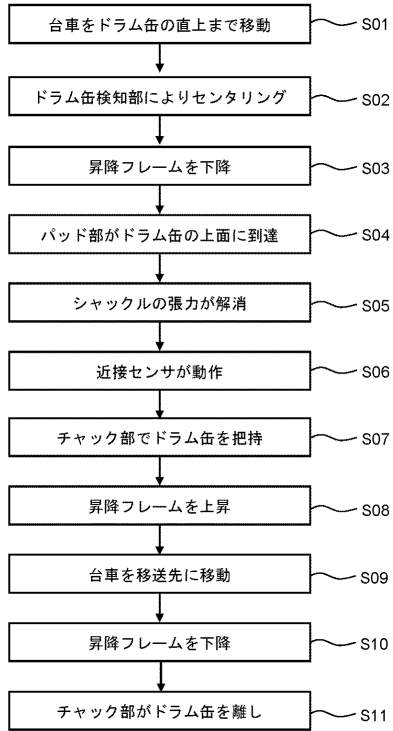 台車をドラム缶の直上まで移動 S01
ドラム缶検知部によりセンタリング S02
昇降フレームを下降 S03
パッド部がドラム缶の上面に到達 S04
シャックルの張力が解消 S05
近接センサが動作 S06
チャック部でドラム缶を把持 S07
昇降フレームを上昇 S08
台車を移送先に移動 S09
昇降フレームを下降 S10
チャック部がドラム缶を離し S11